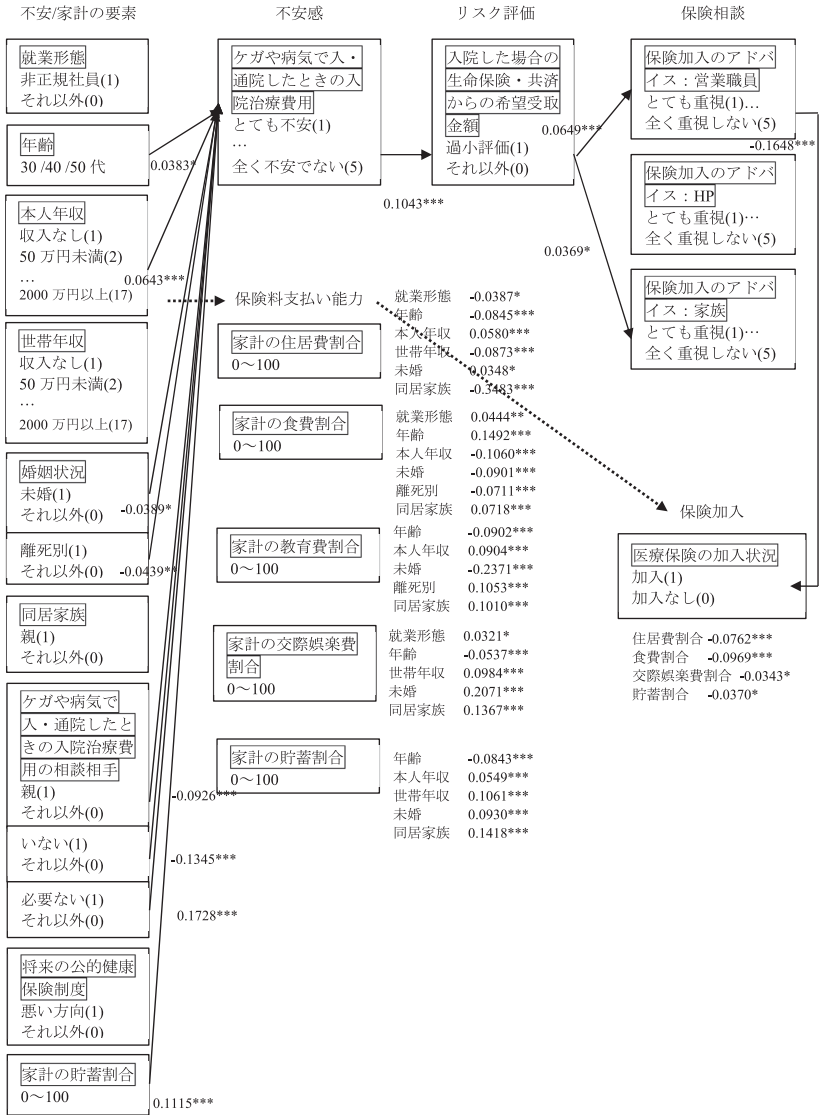 不安/家計の要素
不安感
リスク評価
保険相談
就業形態
非正規社員(1)
それ以外(0)
年齢
30 /40 /50 代
0.0383*
本人年収
収入なし(1)
50 万円未満(2)
…
2000 万円以上(17)
0.0643***
世帯年収
収入なし(1)
50 万円未満(2)
…
2000 万円以上(17)
婚姻状況
未婚(1)
それ以外(0)
-0.0389*
離死別(1)
それ以外(0)
-0.0439**
同居家族
親(1)
それ以外(0)
ケガや病気で
入・通院したと
きの入院治療費
用の相談相手
親(1)
それ以外(0)
-0.0926***
いない(1)
それ以外(0)
-0.1345***
必要ない(1)
それ以外(0)
0.1728***
将来の公的健康
保険制度
悪い方向(1)
それ以外(0)
家計の貯蓄割合
0～100
0.1115***
ケガや病気で入・
通院したときの入
院治療費用
とても不安(1)
…
全く不安でない(5)
0.1043***
保険料支払い能力
家計の住居費割合
0～100
就業形態 -0.0387*
年齢 -0.0845***
本人年収 0.0580***
世帯年収 -0.0873***
未婚 0.0348*
同居家族 -0.3483***
家計の食費割合
0～100
就業形態 0.0444**
年齢 0.1492***
本人年収 -0.1060***
未婚 -0.0901***
離死別 -0.0711***
同居家族 0.0718***
家計の教育費割合
0～100
年齢 -0.0902***
本人年収 0.0904***
未婚 -0.2371***
離死別 0.1053***
同居家族 0.1010***
家計の交際娯楽費
割合
0～100
就業形態 0.0321*
年齢 -0.0537***
世帯年収 0.0984***
未婚 0.2071***
同居家族 0.1367***
家計の貯蓄割合
0～100
年齢 -0.0843***
本人年収 0.0549***
世帯年収 0.1061***
未婚 0.0930***
同居家族 0.1418***
入院した場合の
生命保険・共済
からの希望受取
金額
過小評価(1)
それ以外(0)
0.0649***
0.0369*
保険加入のアドバ
イス：営業職員
とても重視(1)…
全く重視しない(5)
-0.1648***
保険加入のアドバ
イス：HP
とても重視(1)…
全く重視しない(5)
保険加入のアドバ
イス：家族
とても重視(1)…
全く重視しない(5)
保険加入
医療保険の加入状況
加入(1)
加入なし(0)
住居費割合 -0.0762***
食費割合 -0.0969***
交際娯楽費割合 -0.0343*
貯蓄割合 -0.0370*